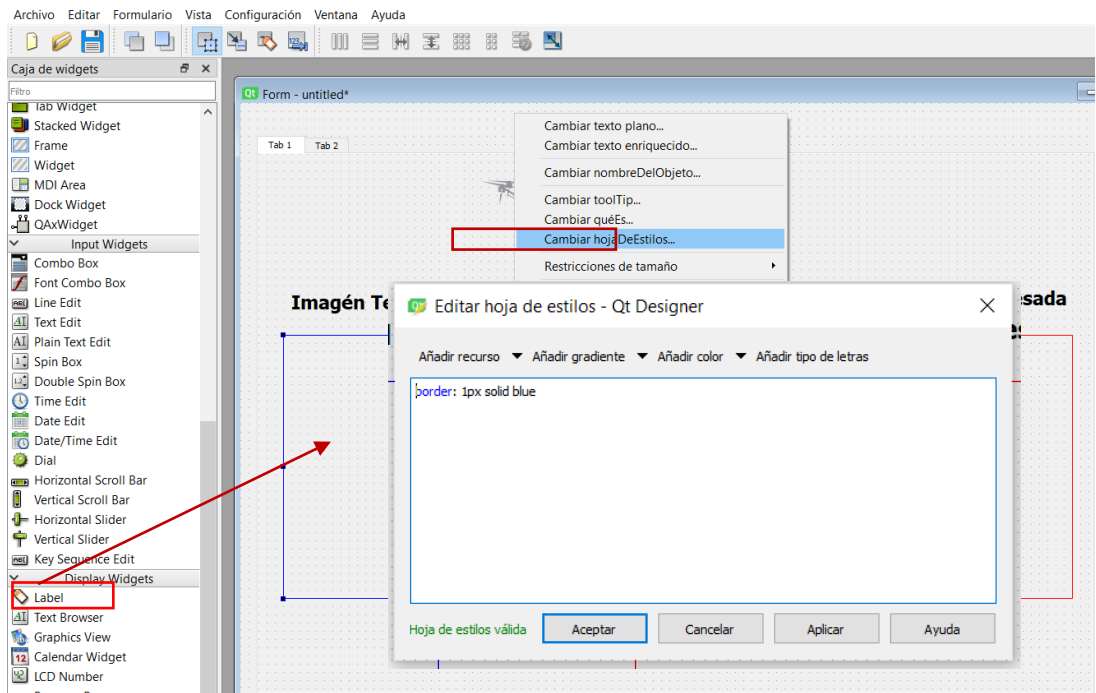 Archivo Editar Formulario Vista Configuración Ventana Ayuda
123
Caja de widgets
Filtro
Tab Widget
Stacked Widget
Frame
Widget
MDI Area
Dock Widget
QAxWidget
Input Widgets
Combo Box
Font Combo Box
Line Edit
Text Edit
Plain Text Edit
Spin Box
Double Spin Box
Time Edit
Date Edit
Date/Time Edit
Dial
Horizontal Scroll Bar
Vertical Scroll Bar
Horizontal Slider
Vertical Slider
Key Sequence Edit
Display Widgets
Label
Text Browser
Graphics View
Calendar Widget
LCD Number
Qt Form - untitled*
Tab 1 Tab 2
Cambiar texto plano...
Cambiar texto enriquecido...
Cambiar nombreDelObjeto...
Cambiar toolTip...
Cambiar quéEs...
Cambiar hojaDeEstilos...
Restricciones de tamaño
Imagén Te
sada
Editar hoja de estilos - Qt Designer
Añadir recurso Añadir gradiente Añadir color Añadir tipo de letras
border: 1px solid blue
Hoja de estilos válida Aceptar Cancelar Aplicar Ayuda